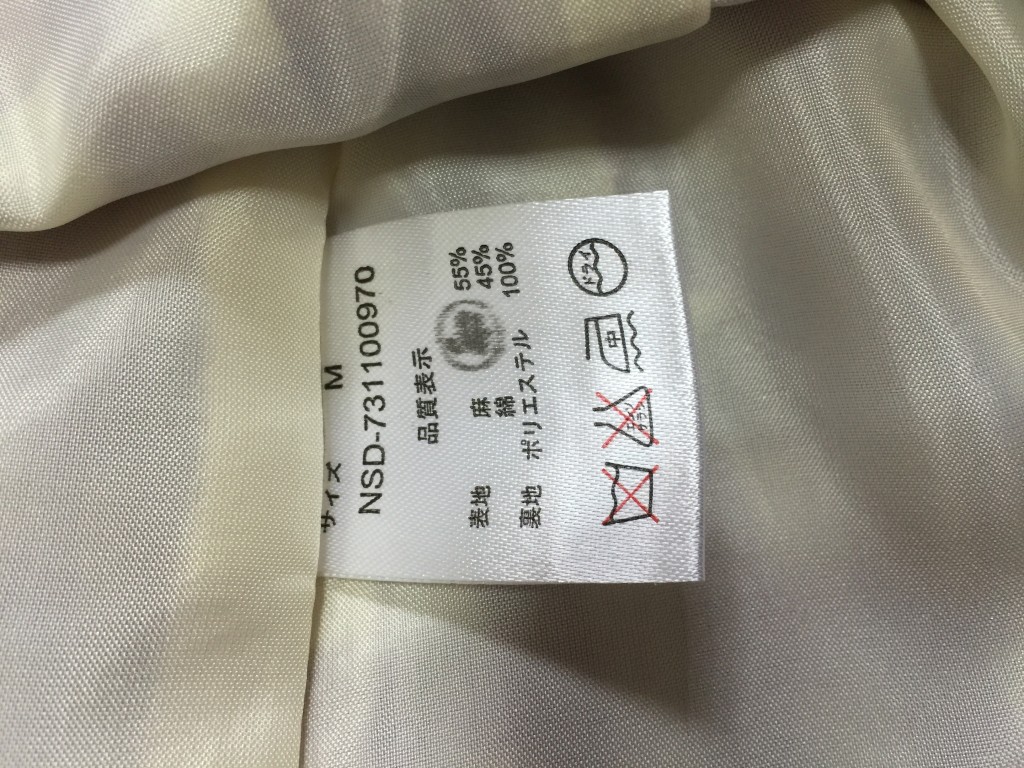 サイズ M
NSD-731100970
品質表示
表地 麻 55%
綿 45%
裏地 ポリエステル 100%
中 ドライ